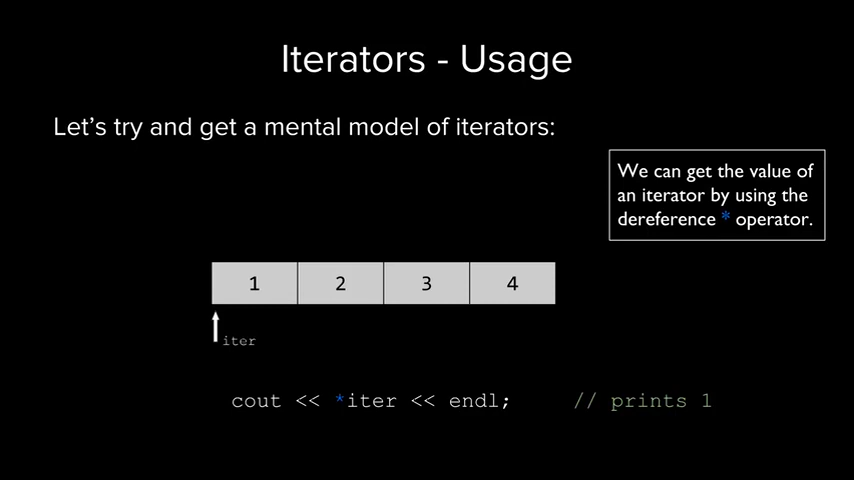 Iterators - Usage
Let's try and get a mental model of iterators:
We can get the value of
an iterator by using the
dereference * operator.
1 2 3 4
iter
cout << *iter << endl; // prints 1